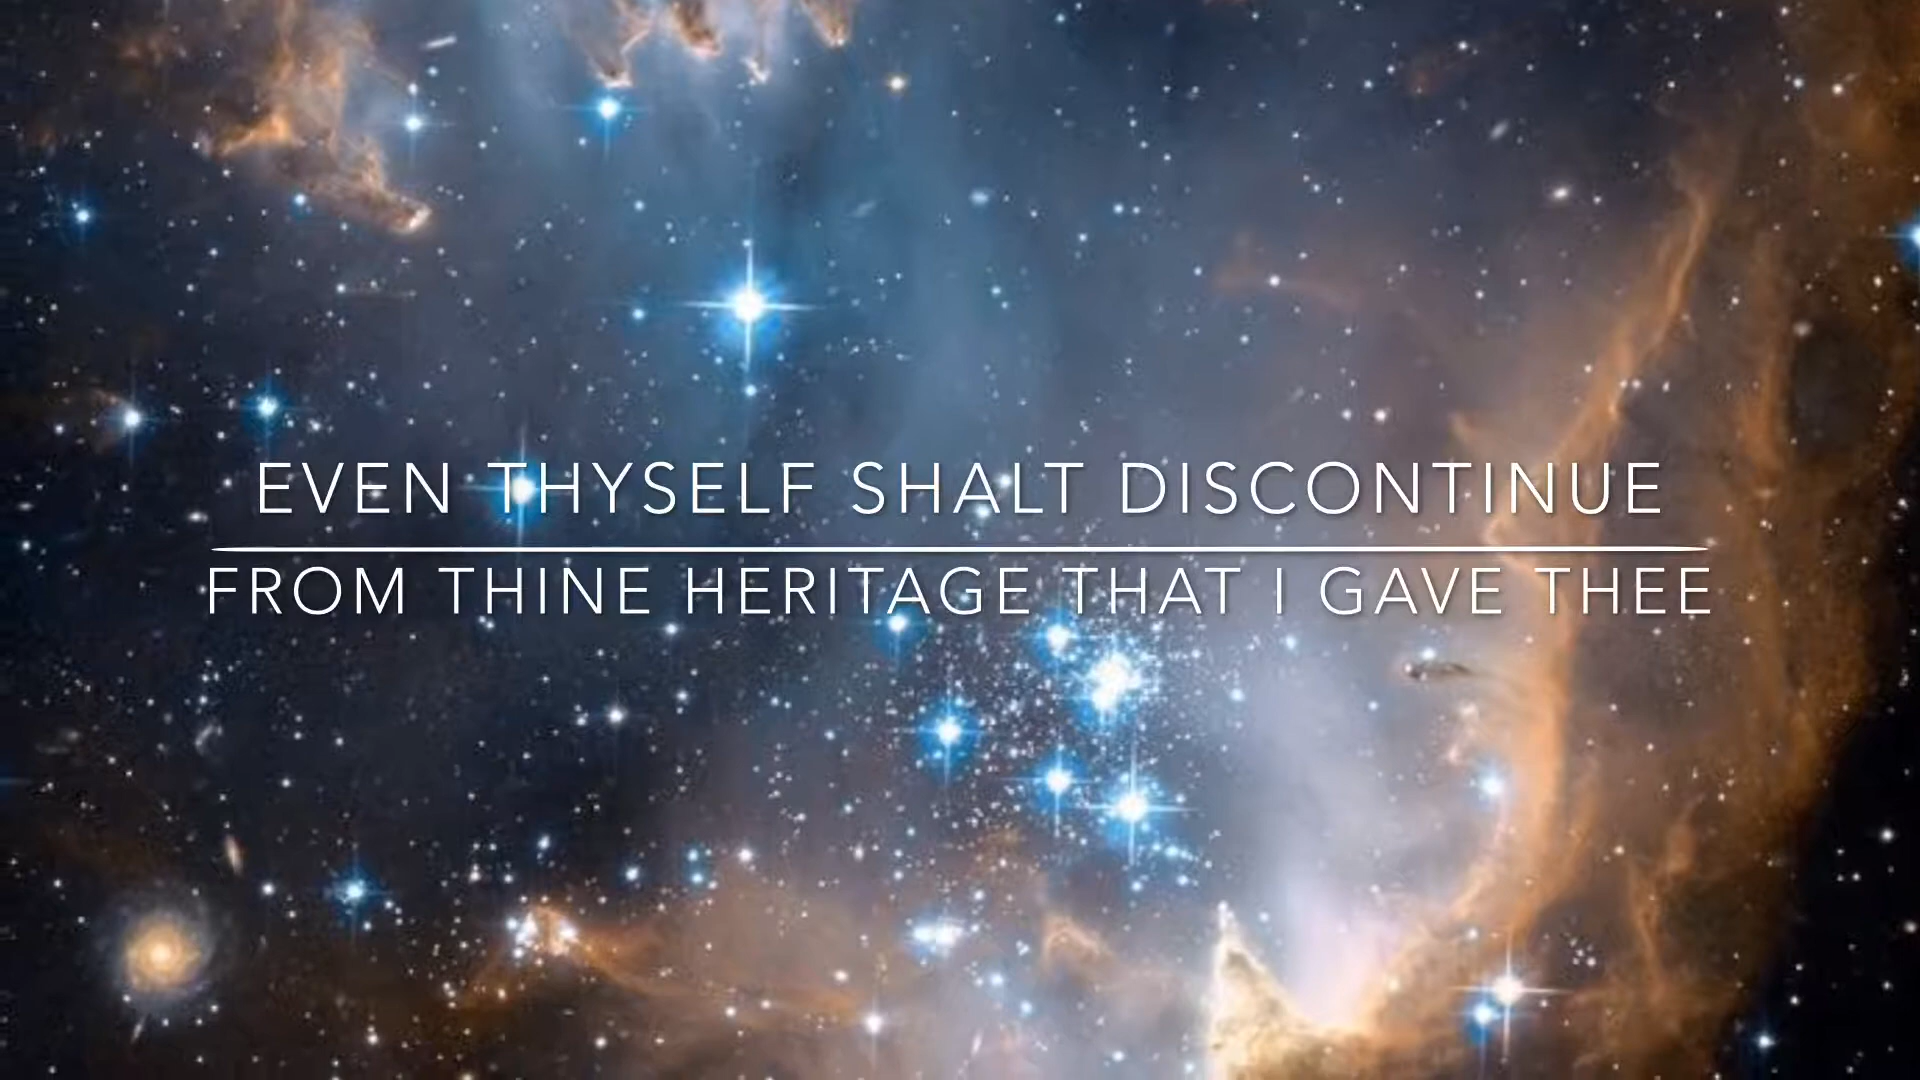 EVEN THYSELF SHALT DISCONTINUE
FROM THINE HERITAGE THAT I GAVE THEE